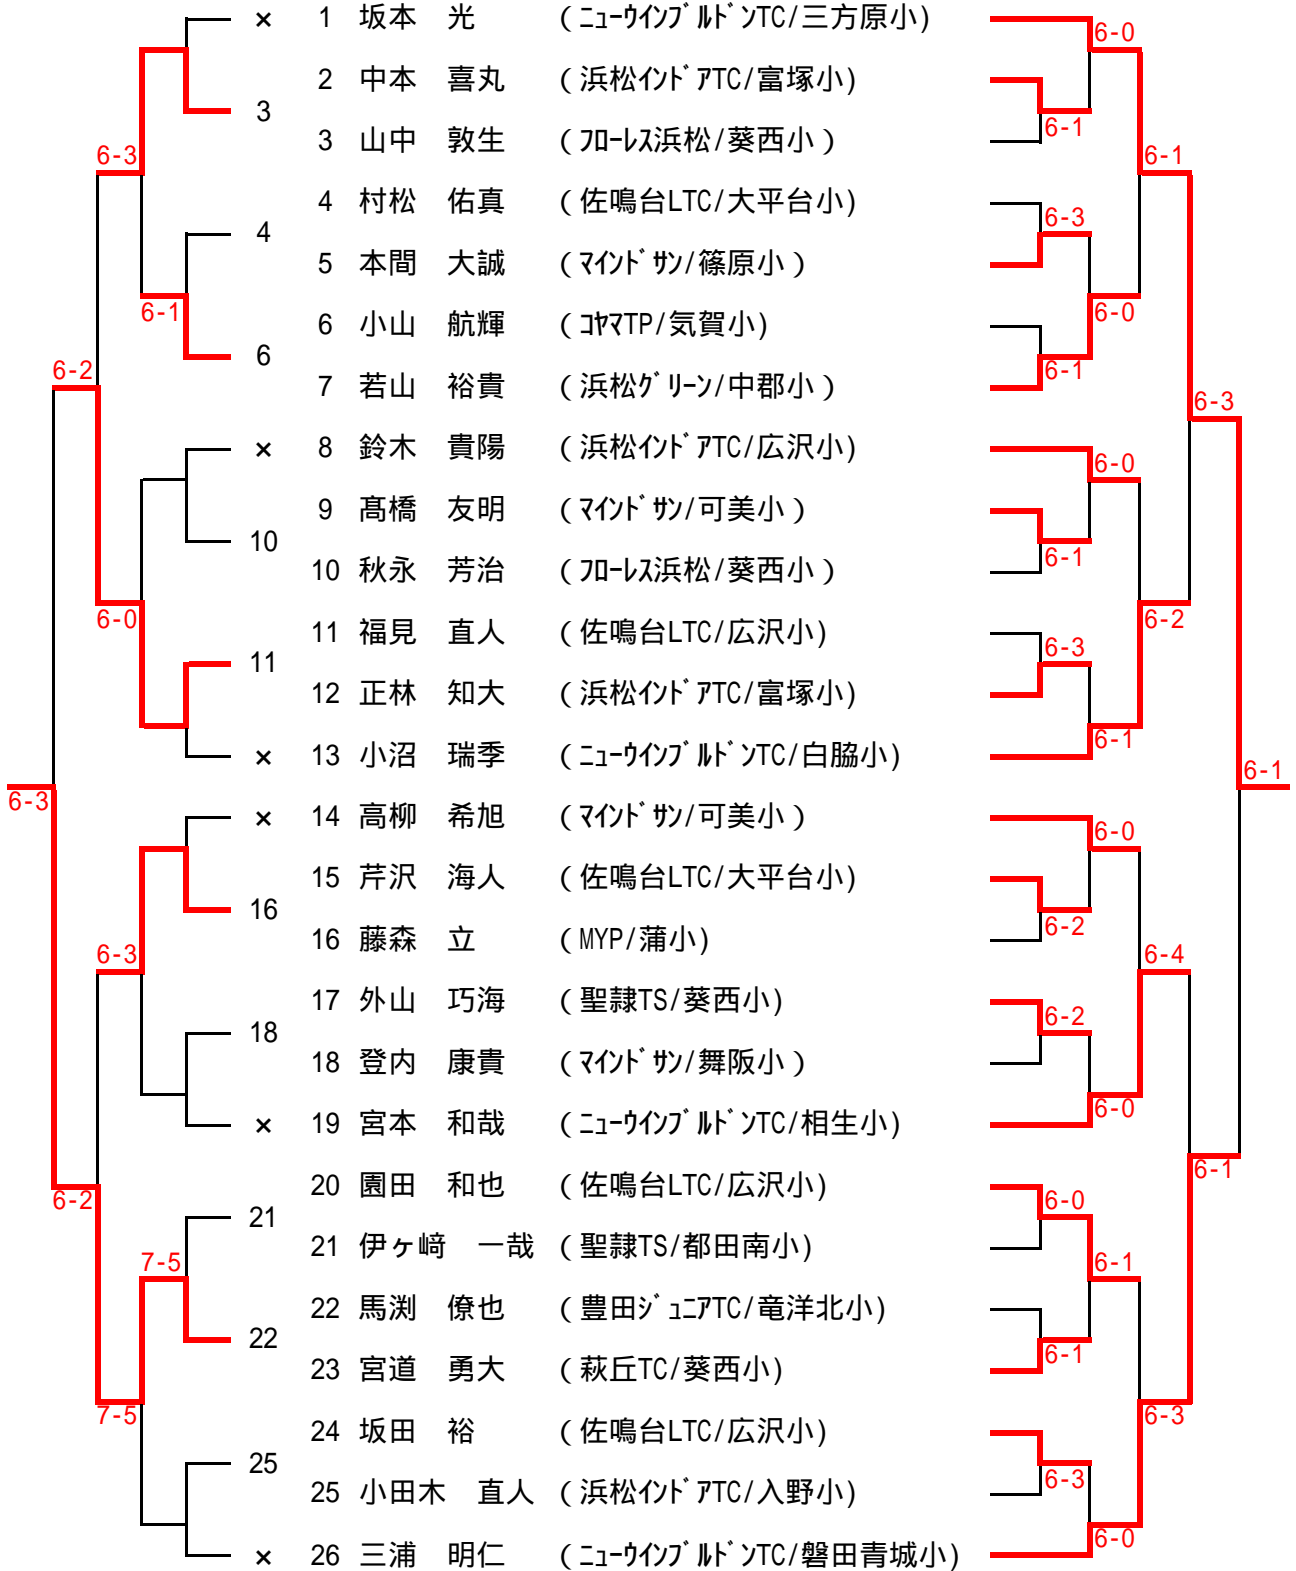 × 1 坂本 光 (ニューウインブルドンTC/三方原小)
6-0
2 中本 喜丸 (浜松インドアTC/富塚小)
3
6-1
3 山中 敦生 (フローレス浜松/葵西小)
6-3
6-1
4 村松 佑真 (佐鳴台LTC/大平台小)
6-3
4
5 本間 大誠 (マインドサン/篠原小)
6-1
6-0
6 小山 航輝 (コヤマTP/気賀小)
6
6-2
6-1
7 若山 裕貴 (浜松グリーン/中郡小)
6-3
× 8 鈴木 貴陽 (浜松インドアTC/広沢小)
6-0
9 髙橋 友明 (マインドサン/可美小)
10
6-1
10 秋永 芳治 (フローレス浜松/葵西小)
6-0
6-2
11 福見 直人 (佐鳴台LTC/広沢小)
6-3
11
12 正林 知大 (浜松インドアTC/富塚小)
6-1
× 13 小沼 瑞季 (ニューウインブルドンTC/白脇小)
6-1
6-3
× 14 高柳 希旭 (マインドサン/可美小)
6-0
15 芹沢 海人 (佐鳴台LTC/大平台小)
16
6-2
16 藤森 立 (MYP/蒲小)
6-3
6-4
17 外山 巧海 (聖隷TS/葵西小)
6-2
18
18 登内 康貴 (マインドサン/舞阪小)
6-0
× 19 宮本 和哉 (ニューウインブルドンTC/相生小)
6-1
20 園田 和也 (佐鳴台LTC/広沢小)
6-2
6-0
21
21 伊ヶ﨑 一哉 (聖隷TS/都田南小)
7-5
6-1
22 馬渕 僚也 (豊田ジュニアTC/竜洋北小)
22
6-1
23 宮道 勇大 (萩丘TC/葵西小)
7-5
6-3
24 坂田 裕 (佐鳴台LTC/広沢小)
25
6-3
25 小田木 直人 (浜松インドアTC/入野小)
6-0
× 26 三浦 明仁 (ニューウインブルドンTC/磐田青城小)